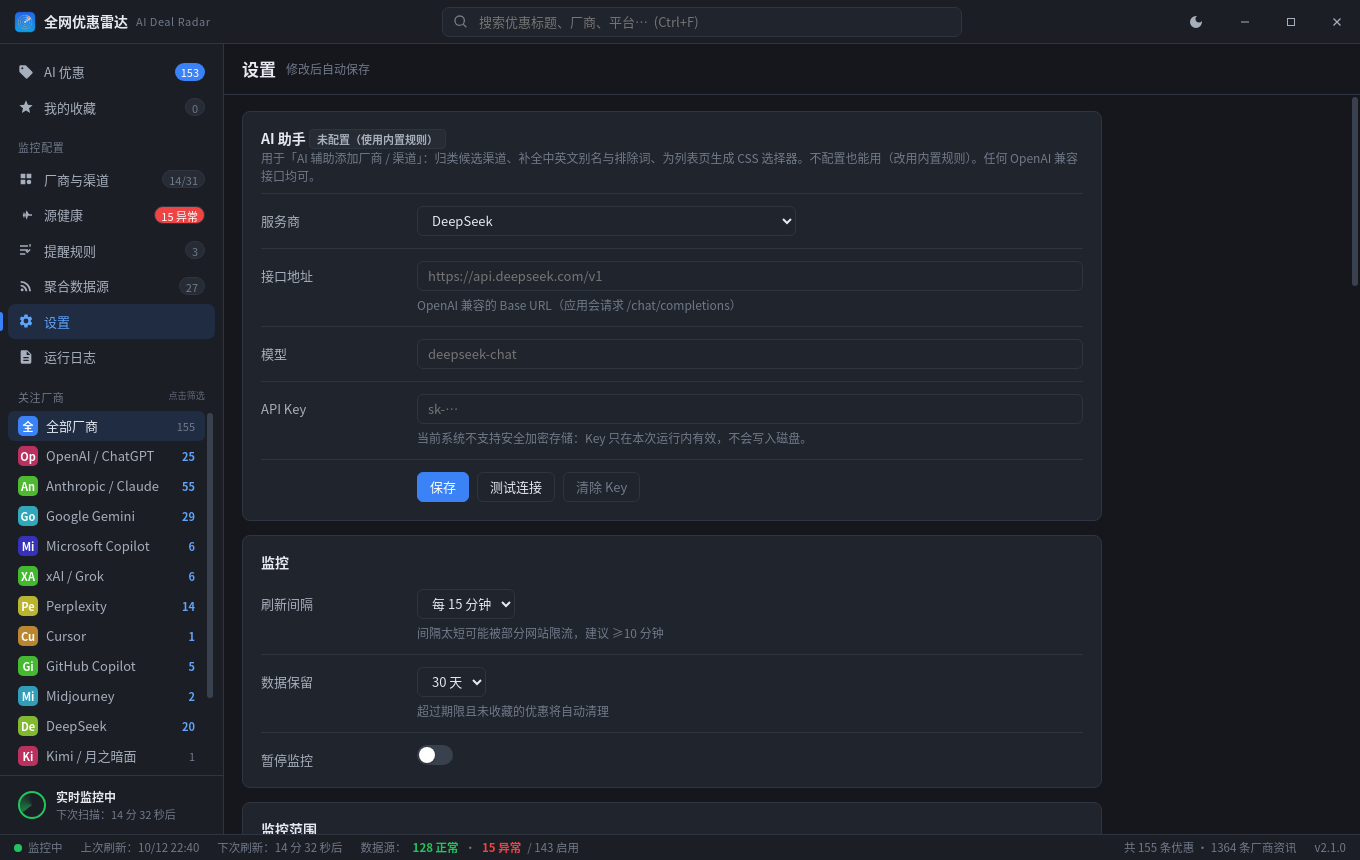 全网优惠雷达 AI Deal Radar
搜索优惠标题、厂商、平台… (Ctrl+F)
AI 优惠 153
我的收藏 0
监控配置
厂商与渠道 14/31
源健康 15 异常
提醒规则 3
聚合数据源 27
设置
运行日志
关注厂商 点击筛选
全 全部厂商 155
Op OpenAI / ChatGPT 25
An Anthropic / Claude 55
Go Google Gemini 29
Mi Microsoft Copilot 6
XA xAI / Grok 6
Pe Perplexity 14
Cu Cursor 1
Gi GitHub Copilot 5
Mi Midjourney 2
De DeepSeek 20
Ki Kimi / 月之暗面 1
实时监控中
下次扫描：14 分 32 秒后
设置 修改后自动保存
AI 助手 未配置（使用内置规则）
用于「AI 辅助添加厂商 / 渠道」：归类候选渠道、补全中英文别名与排除词、为列表页生成 CSS 选择器。不配置也能用（改用内置规则）。任何 OpenAI 兼容
接口均可。
服务商 DeepSeek
接口地址 https://api.deepseek.com/v1
OpenAI 兼容的 Base URL（应用会请求 /chat/completions）
模型 deepseek-chat
API Key sk-…
当前系统不支持安全加密存储：Key 只在本次运行内有效，不会写入磁盘。
保存 测试连接 清除 Key
监控
刷新间隔 每 15 分钟
间隔太短可能被部分网站限流，建议 ≥10 分钟
数据保留 30 天
超过期限且未收藏的优惠将自动清理
暂停监控
监控范围
监控中 上次刷新：10/12 22:40 下次刷新：14 分 32 秒后 数据源： 128 正常 · 15 异常 / 143 启用
共 155 条优惠 · 1364 条厂商资讯 v2.1.0